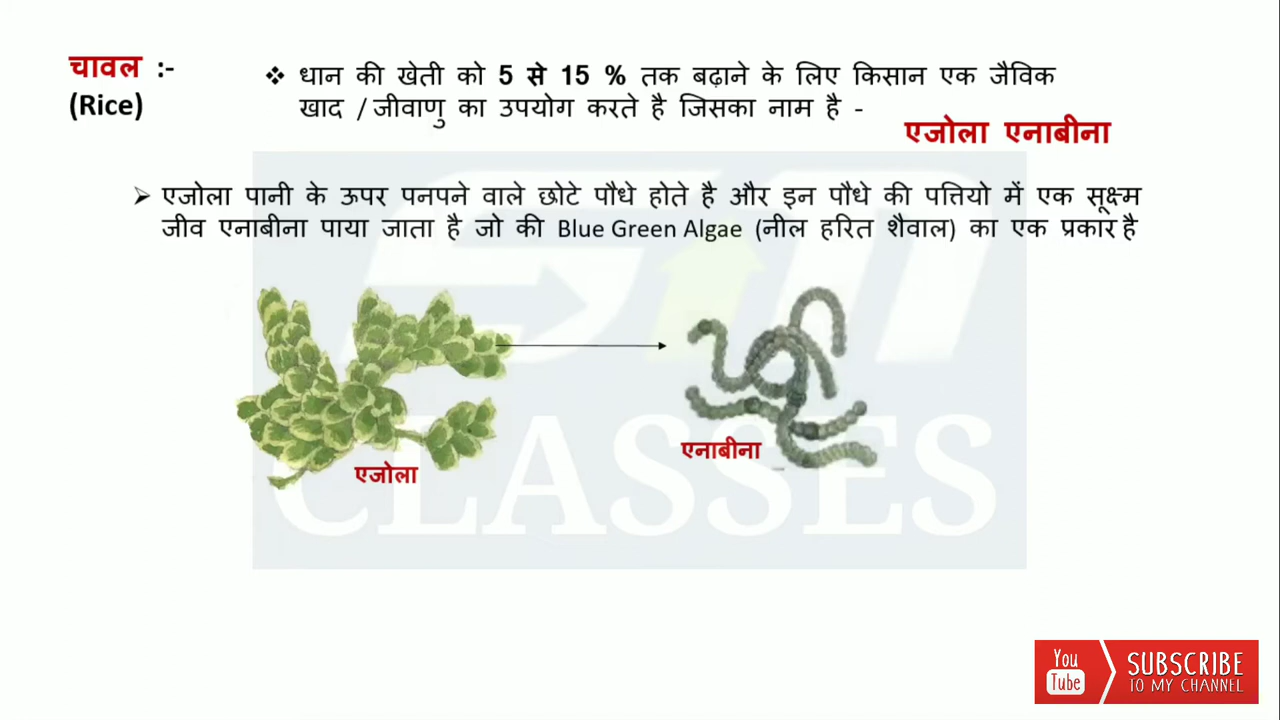 चावल :-
(Rice)
❖ धान की खेती को 5 से 15 % तक बढ़ाने के लिए किसान एक जैविक
खाद / जीवाणु का उपयोग करते है जिसका नाम है -
एजोला एनाबीना
➢ एजोला पानी के ऊपर पनपने वाले छोटे पौधे होते है और इन पौधे की पत्तियो में एक सूक्ष्म
जीव एनाबीना पाया जाता है जो की Blue Green Algae (नील हरित शैवाल) का एक प्रकार है
एनाबीना
एजोला
CLASSES
You
Tube
SUBSCRIBE
TO MY CHANNEL